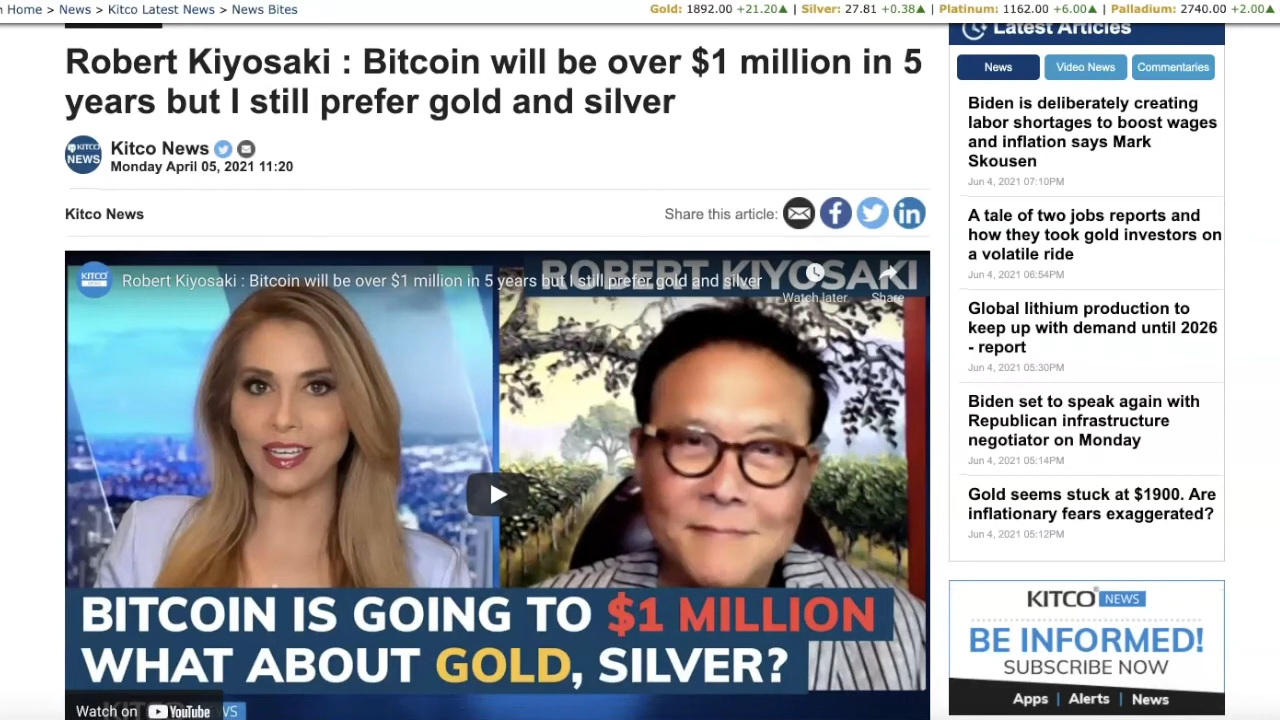 Home > News > Kitco Latest News > News Bites
Gold: 1892.00 +21.20▲ | Silver: 27.81 +0.38▲ | Platinum: 1162.00 +6.00▲ | Palladium: 2740.00 +2.00▲
Robert Kiyosaki : Bitcoin will be over $1 million in 5
years but I still prefer gold and silver
KITCO
NEWS
Kitco News
Monday April 05, 2021 11:20
Kitco News
Share this article:
KITCO
Robert Kiyosaki : Bitcoin will be over $1 million in 5 years but I still prefer gold and silver
ROBERT KIYOSAKI
Watch later
Share
BITCOIN IS GOING TO $1 MILLION
WHAT ABOUT GOLD, SILVER?
Watch on YouTube
Latest Articles
News
Video News
Commentaries
Biden is deliberately creating
labor shortages to boost wages
and inflation says Mark
Skousen
Jun 4, 2021 07:10PM
A tale of two jobs reports and
how they took gold investors on
a volatile ride
Jun 4, 2021 06:54PM
Global lithium production to
keep up with demand until 2026
- report
Jun 4, 2021 05:30PM
Biden set to speak again with
Republican infrastructure
negotiator on Monday
Jun 4, 2021 05:14PM
Gold seems stuck at $1900. Are
inflationary fears exaggerated?
Jun 4, 2021 05:12PM
KITCO® NEWS
BE INFORMED!
SUBSCRIBE NOW
Apps | Alerts | News